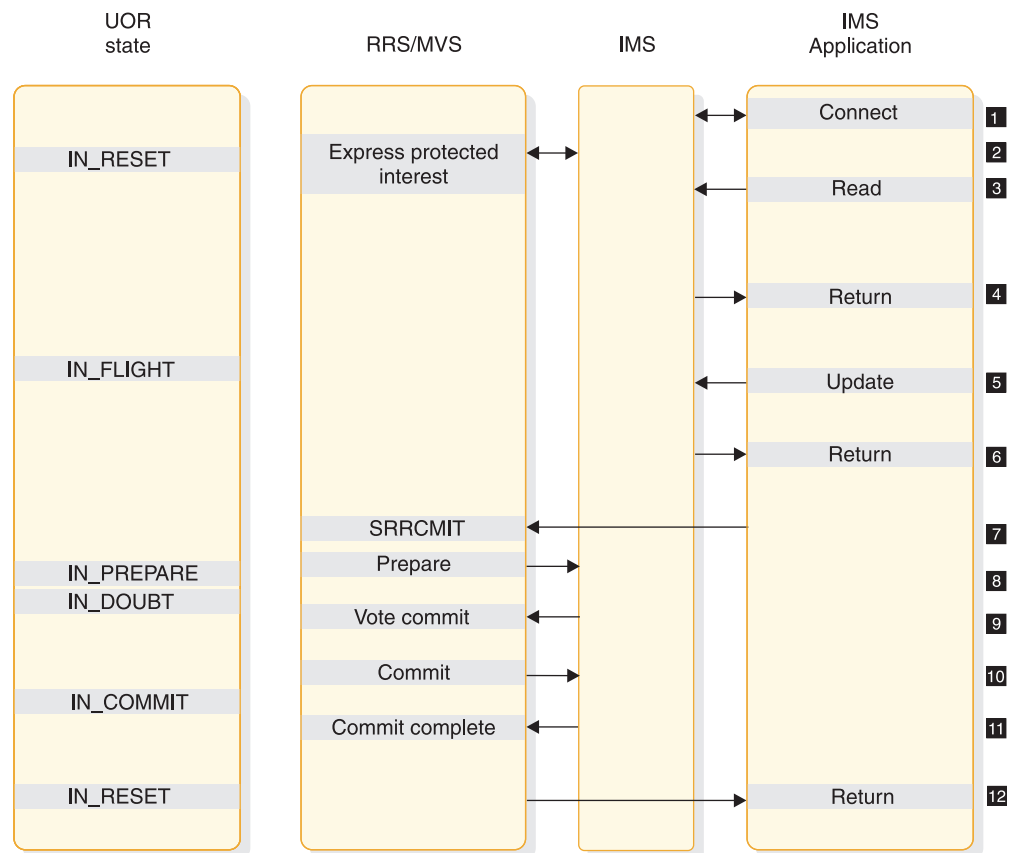 UOR
state
RRS/MVS
IMS
IMS
Application
Connect
1
IN_RESET
Express protected
interest
2
Read
3
Return
4
IN_FLIGHT
Update
5
Return
6
SRRCMIT
7
IN_PREPARE
Prepare
8
IN_DOUBT
Vote commit
9
Commit
10
IN_COMMIT
Commit complete
11
IN_RESET
Return
12